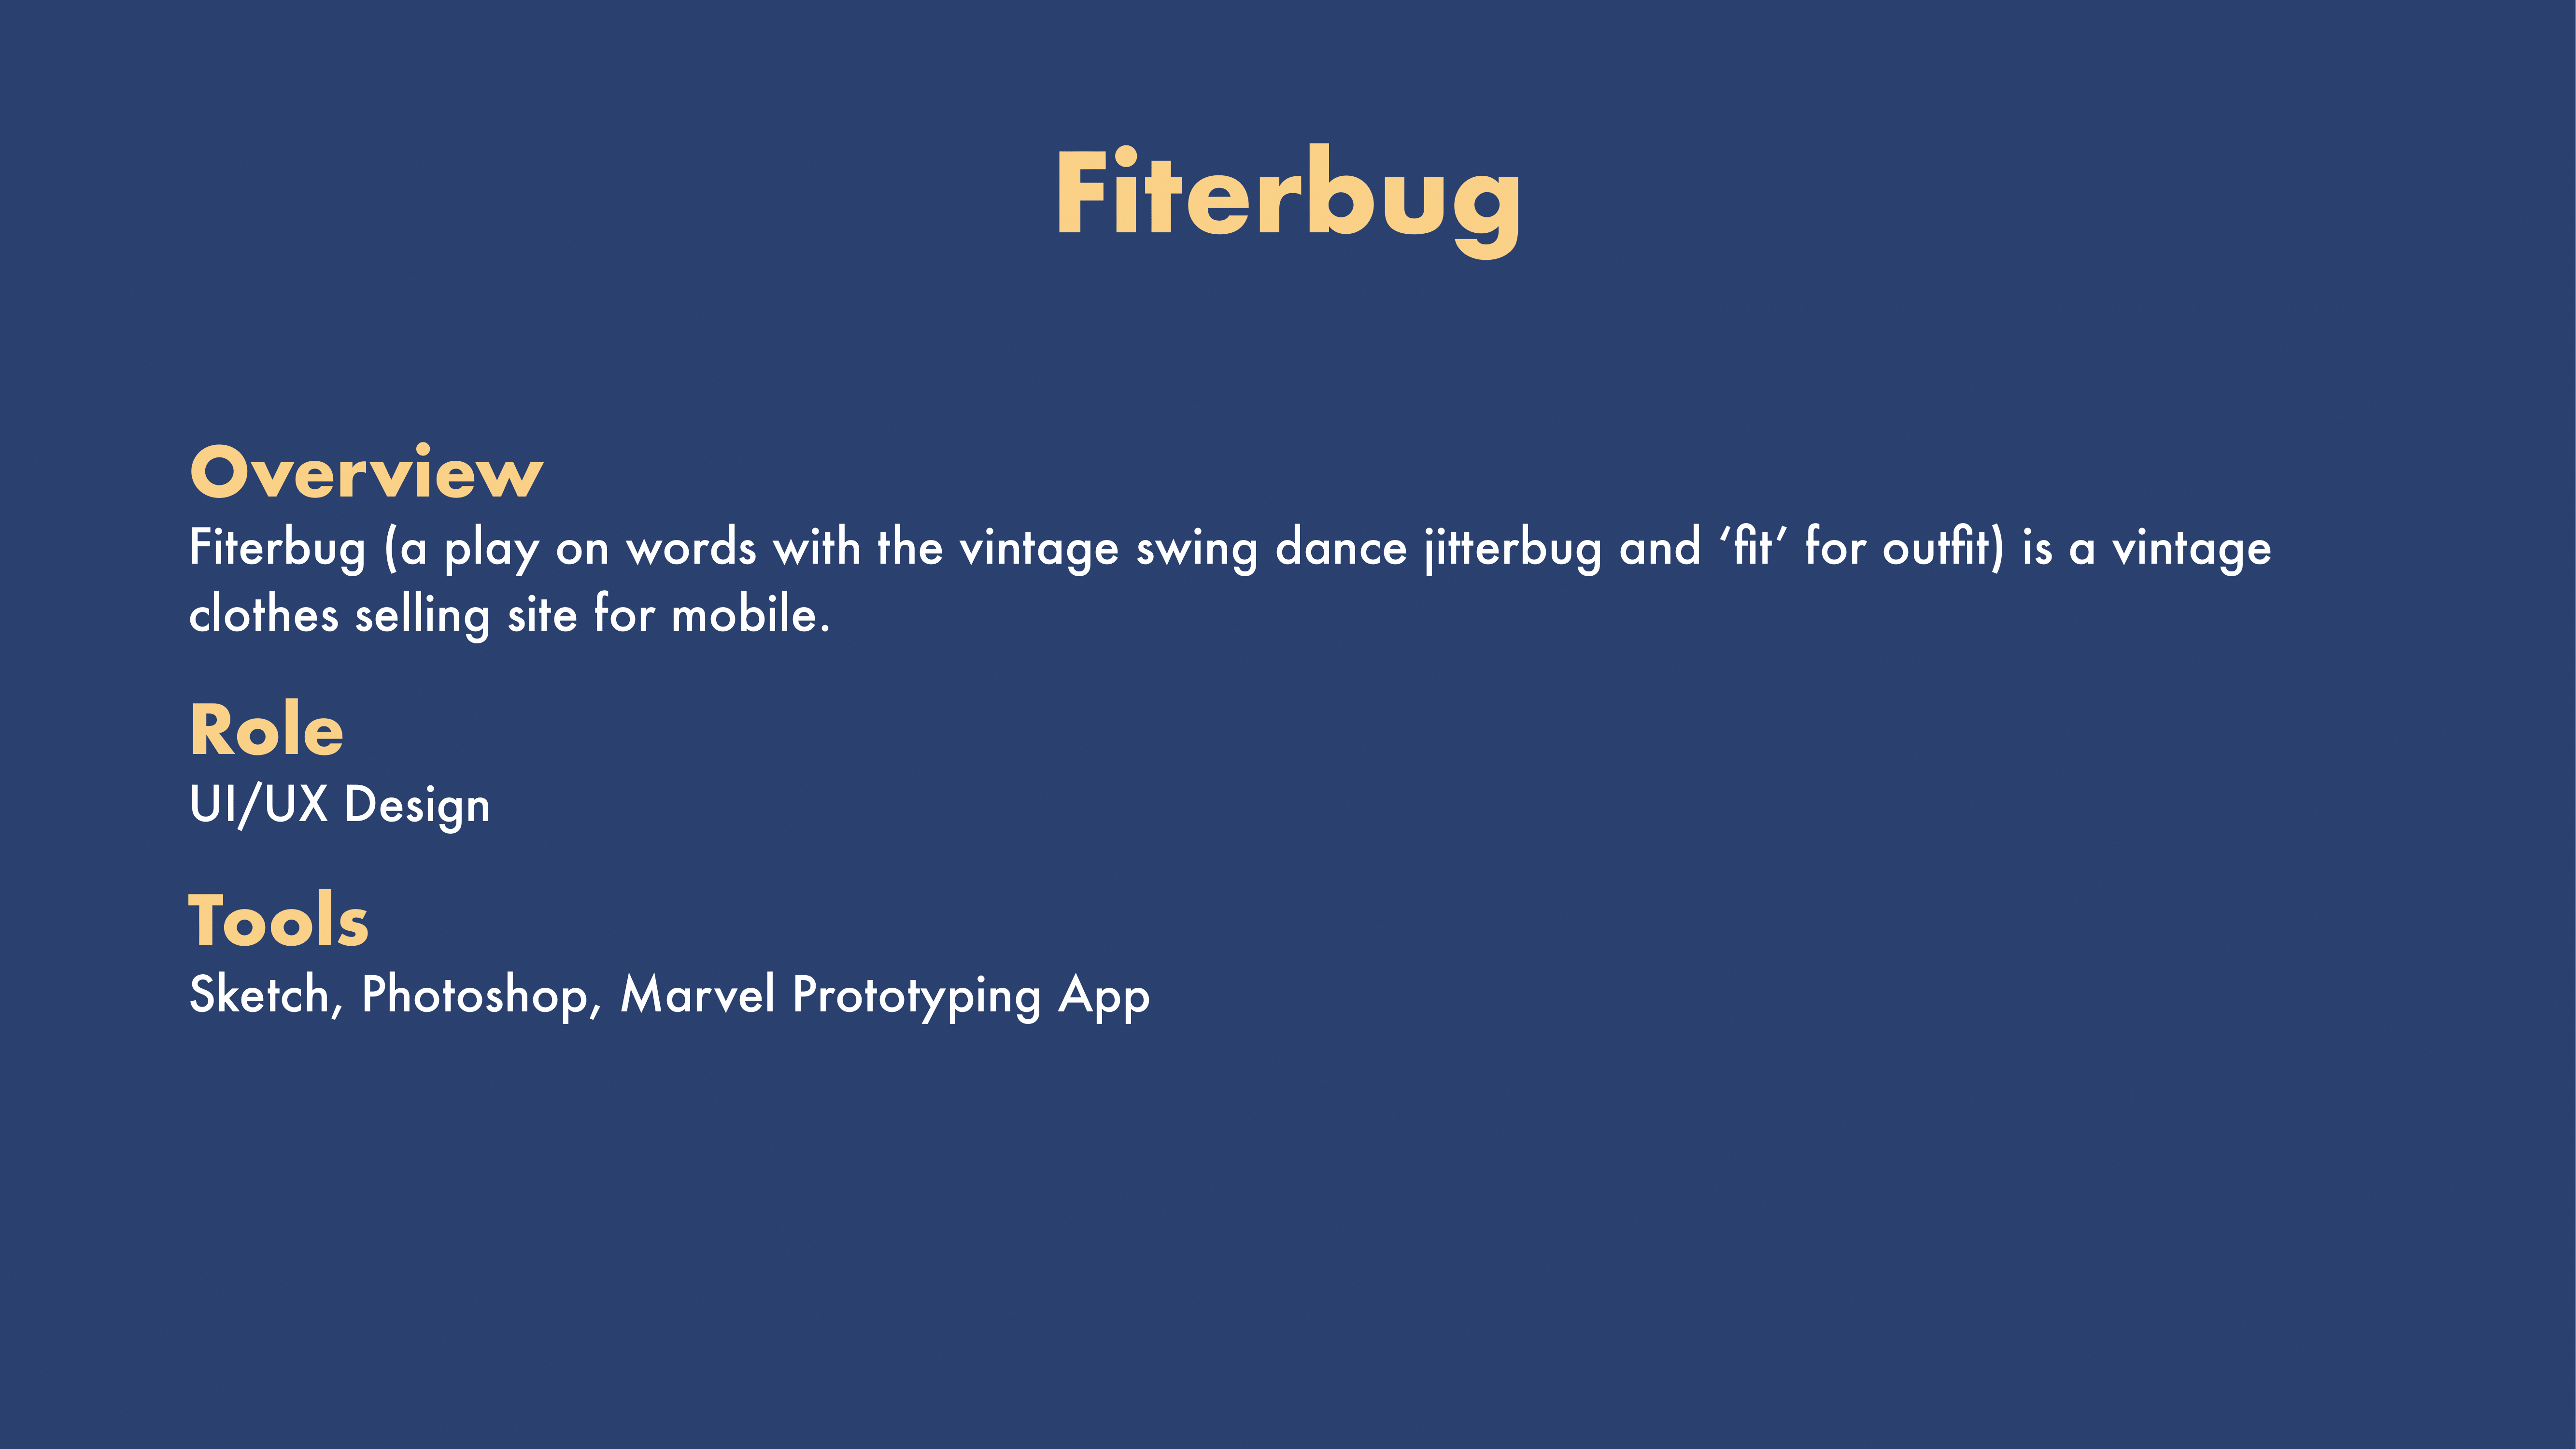 Fiterbug
Overview
Fiterbug (a play on words with the vintage swing dance jitterbug and ‘fit’ for outfit) is a vintage
clothes selling site for mobile.
Role
UI/UX Design
Tools
Sketch, Photoshop, Marvel Prototyping App